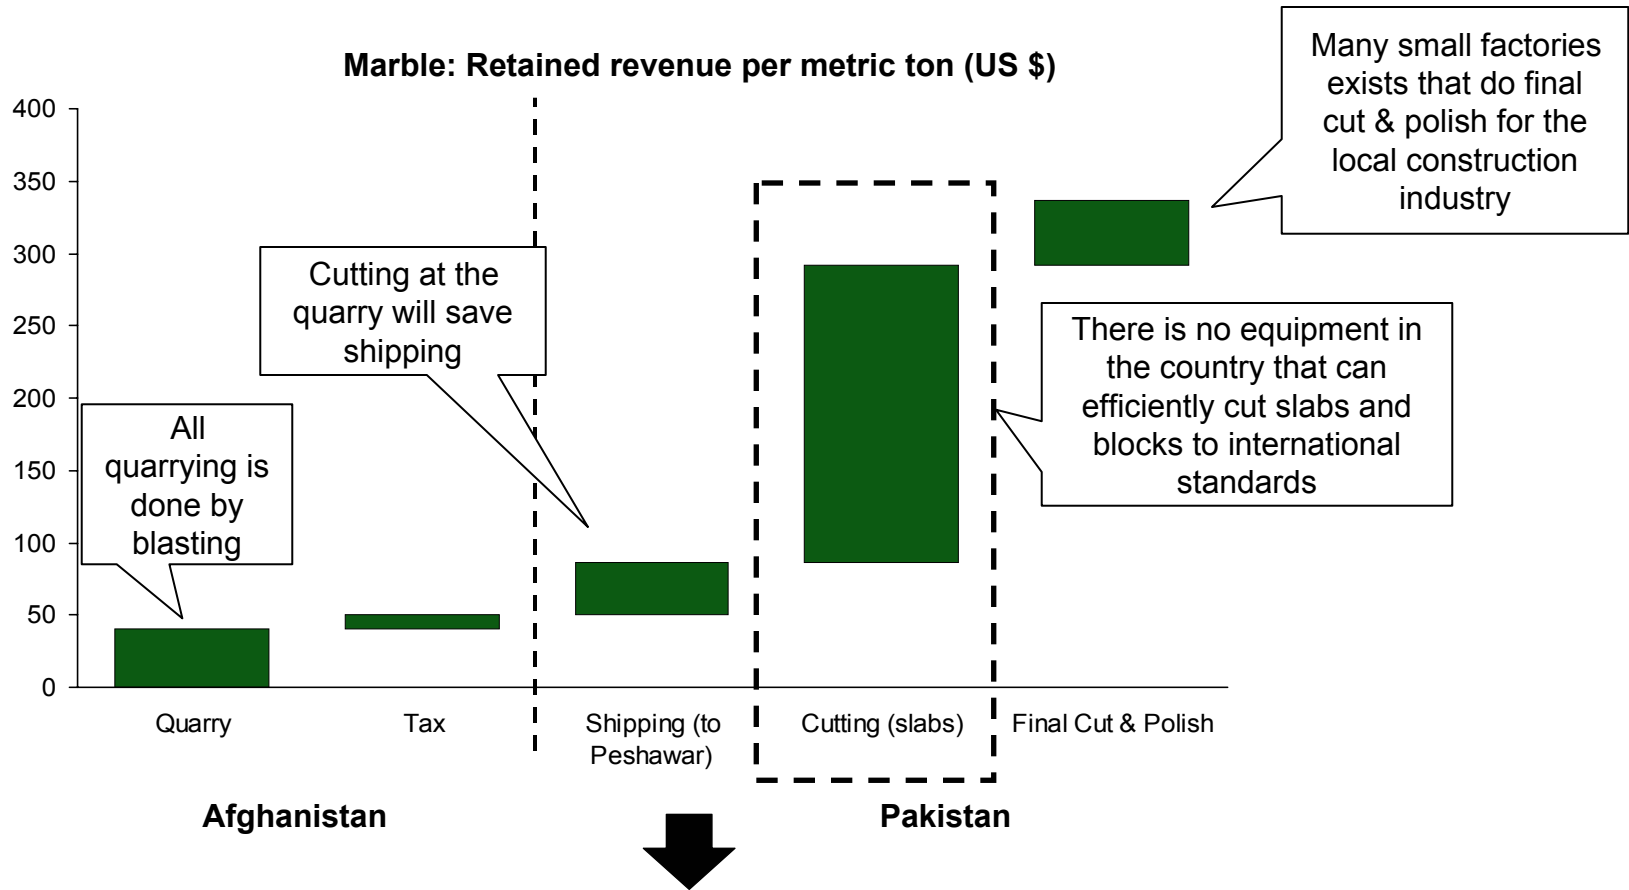 Marble: Retained revenue per metric ton (US $)
Many small factories
exists that do final
cut & polish for the
local construction
industry
400
350
300
250
200
150
100
50
0
Cutting at the
quarry will save
shipping
There is no equipment in
the country that can
efficiently cut slabs and
blocks to international
standards
All
quarrying is
done by
blasting
Quarry
Tax
Shipping (to
Peshawar)
Cutting (slabs)
Final Cut & Polish
Afghanistan
Pakistan